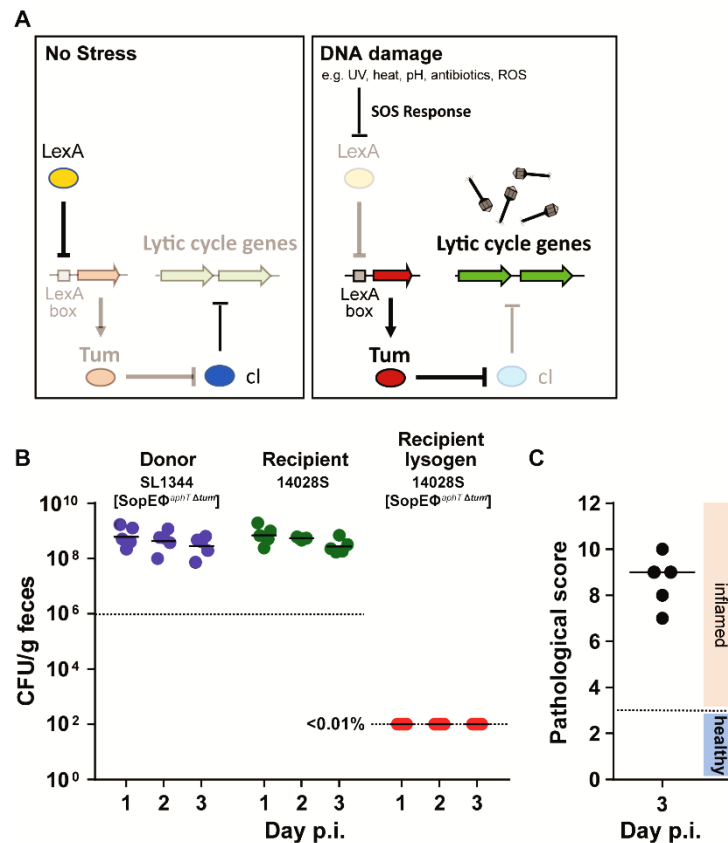 A
No Stress
LexA
Lytic cycle genes
LexA
box
Tum
cI
DNA damage
e.g. UV, heat, pH, antibiotics, ROS
SOS Response
LexA
Lytic cycle genes
LexA
box
Tum
cI
B
Donor
SL1344
[SopEΦaphT Δtum]
Recipient
14028S
Recipient
lysogen
14028S
[SopEΦaphT Δtum]
CFU/g feces
10^10
10^8
10^6
10^4
10^2
10^0
<0.01%
1 2 3 1 2 3 1 2 3
Day p.i.
C
Pathological score
12
10
8
6
4
2
0
inflamed
healthy
3
Day p.i.